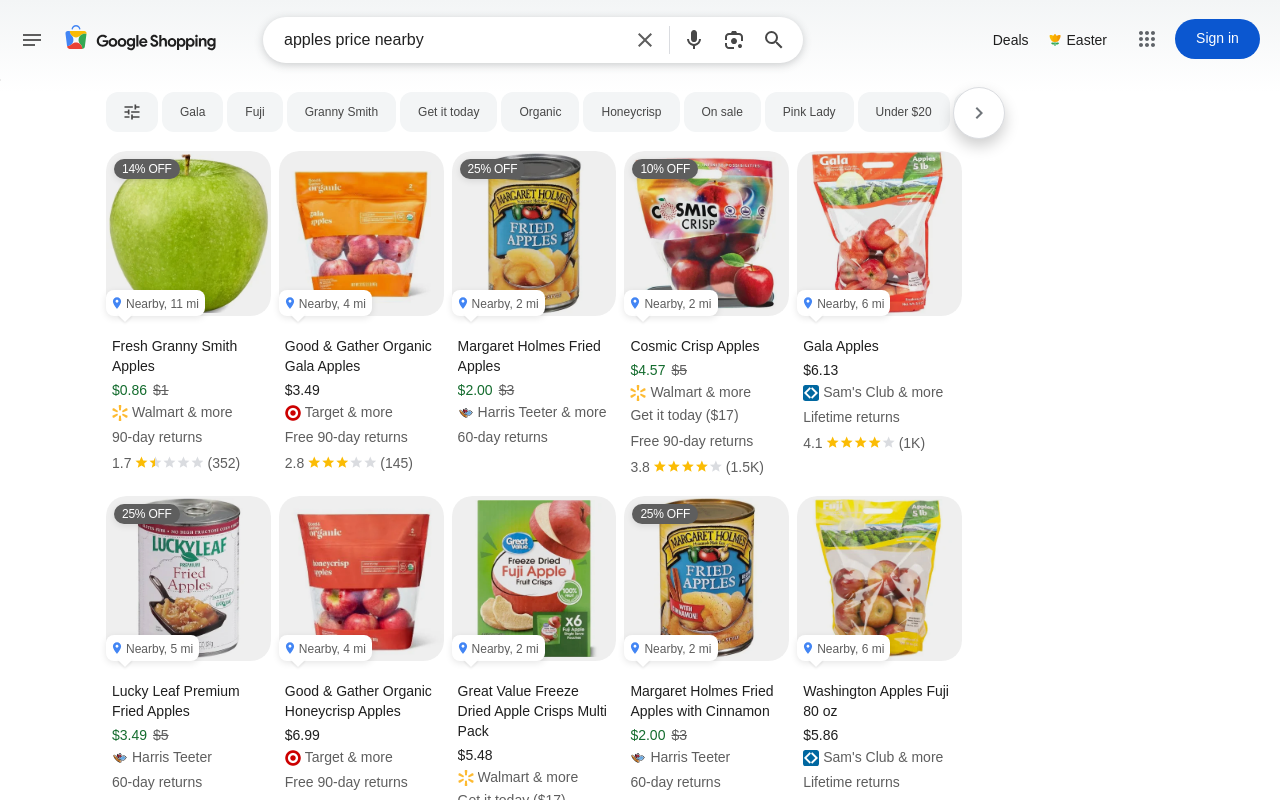 Google Shopping
apples price nearby
Deals
Easter
Sign in
Gala
Fuji
Granny Smith
Get it today
Organic
Honeycrisp
On sale
Pink Lady
Under $20
14% OFF
Nearby, 11 mi
Fresh Granny Smith
Apples
$0.86 $1
Walmart & more
90-day returns
1.7 (352)
organic
gala
apples
Nearby, 4 mi
Good & Gather Organic
Gala Apples
$3.49
Target & more
Free 90-day returns
2.8 (145)
25% OFF
MARGARET HOLMES
FRIED
APPLES
Nearby, 2 mi
Margaret Holmes Fried
Apples
$2.00 $3
Harris Teeter & more
60-day returns
10% OFF
COSMIC
CRISP
Nearby, 2 mi
Cosmic Crisp Apples
$4.57 $5
Walmart & more
Get it today ($17)
Free 90-day returns
3.8 (1.5K)
Gala
Apples
5 lb
Nearby, 6 mi
Gala Apples
$6.13
Sam's Club & more
Lifetime returns
4.1 (1K)
25% OFF
LUCKY LEAF
PREMIUM
Fried
Apples
Nearby, 5 mi
Lucky Leaf Premium
Fried Apples
$3.49 $5
Harris Teeter
60-day returns
organic
honeycrisp
apples
Nearby, 4 mi
Good & Gather Organic
Honeycrisp Apples
$6.99
Target & more
Free 90-day returns
Great
Value
Freeze Dried
Fuji Apple
Fruit Crisps
100%
x6
Nearby, 2 mi
Great Value Freeze
Dried Apple Crisps Multi
Pack
$5.48
Walmart & more
Get it today ($17)
25% OFF
MARGARET HOLMES
FRIED
APPLES
WITH
CINNAMON
Nearby, 2 mi
Margaret Holmes Fried
Apples with Cinnamon
$2.00 $3
Harris Teeter
60-day returns
Fuji
Apples
5 lb
Nearby, 6 mi
Washington Apples Fuji
80 oz
$5.86
Sam's Club & more
Lifetime returns